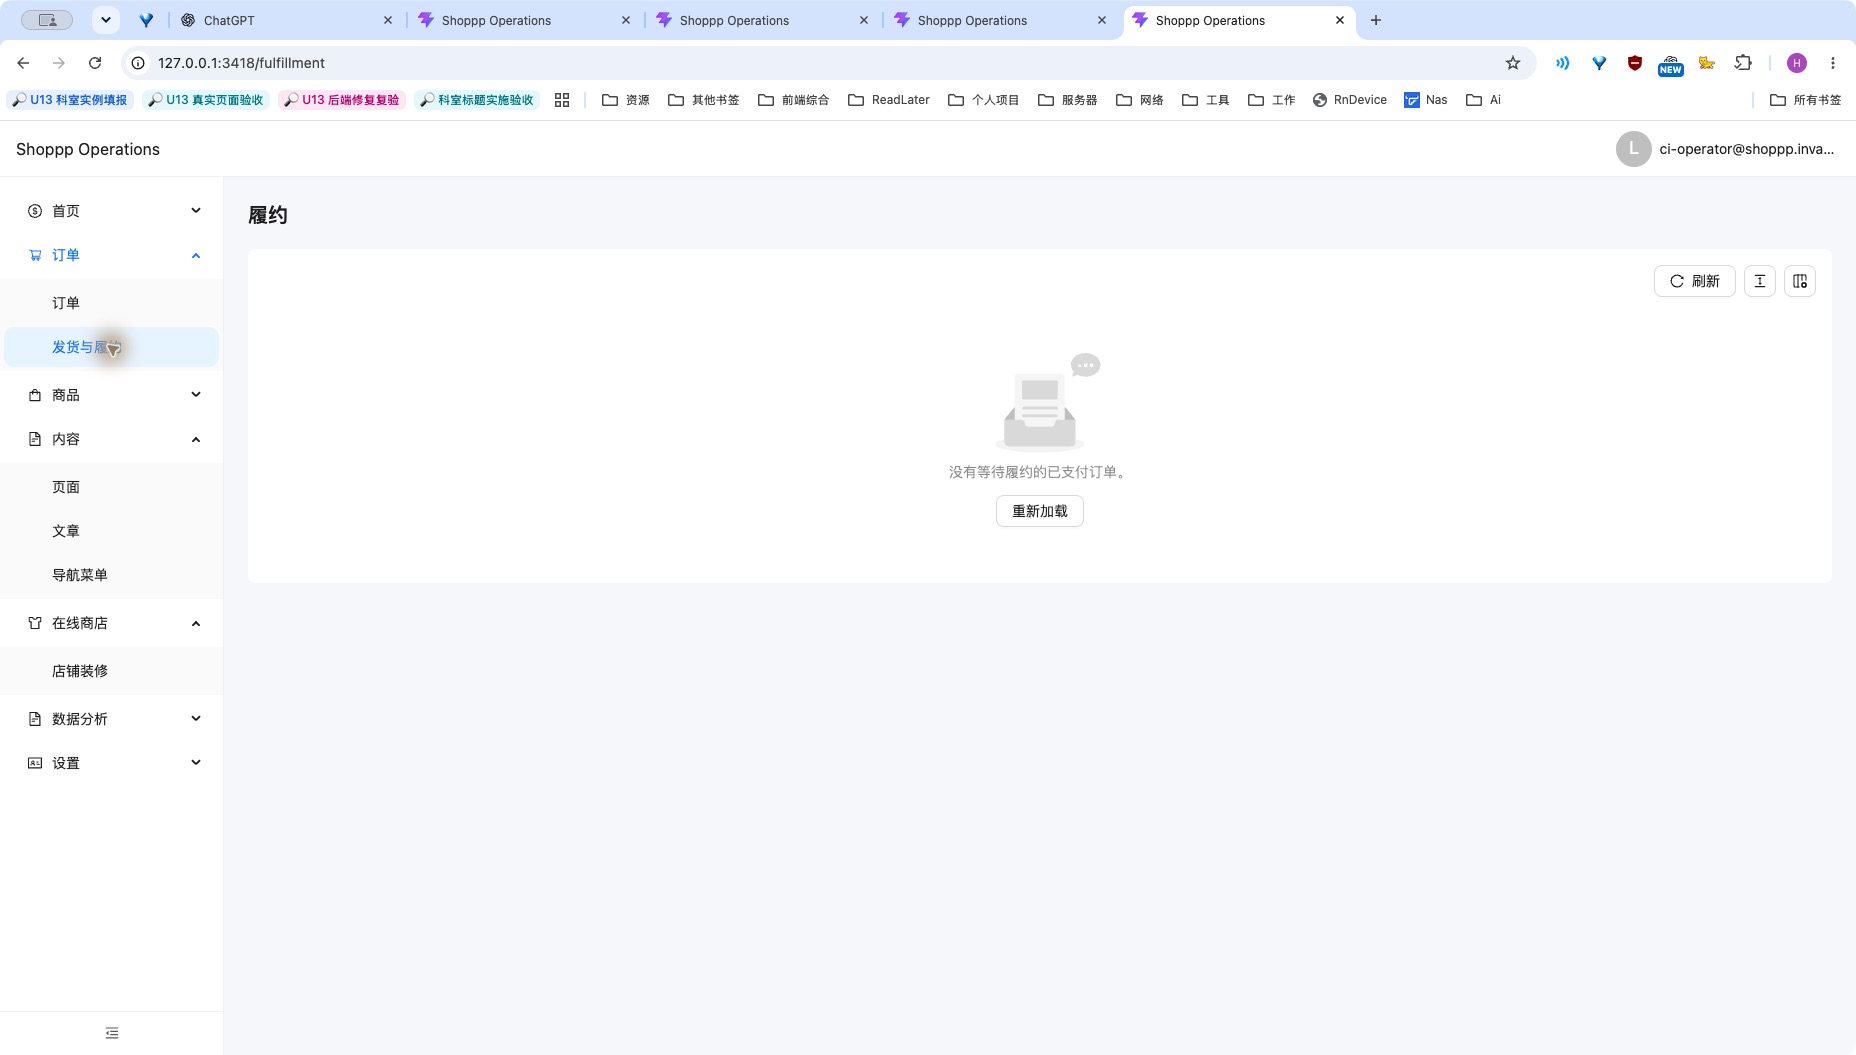 ChatGPT
Shoppp Operations
Shoppp Operations
Shoppp Operations
Shoppp Operations
127.0.0.1:3418/fulfillment
NEW
H
U13 科室实例填报
U13 真实页面验收
U13 后端修复复验
科室标题实施验收
资源
其他书签
前端综合
ReadLater
个人项目
服务器
网络
工具
工作
RnDevice
Nas
Ai
所有书签
Shoppp Operations
L
ci-operator@shoppp.inva...
首页
订单
订单
发货与履
商品
内容
页面
文章
导航菜单
在线商店
店铺装修
数据分析
设置
履约
刷新
没有等待履约的已支付订单。
重新加载